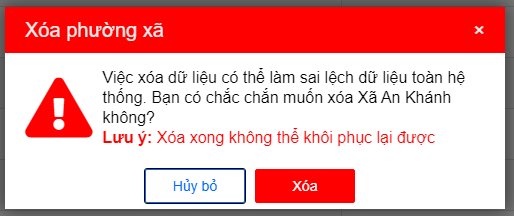 Xóa phường xã
×
Việc xóa dữ liệu có thể làm sai lệch dữ liệu toàn hệ
thống. Bạn có chắc chắn muốn xóa Xã An Khánh
không?
Lưu ý: Xóa xong không thể khôi phục lại được
Hủy bỏ
Xóa